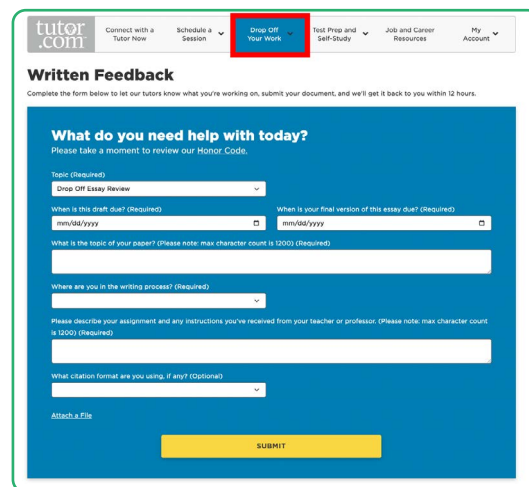 tutor
.com
Connect with a
Tutor Now
Schedule a
Session
Drop Off
Your Work
Test Prep and
Self-Study
Job and Career
Resources
My
Account
Written Feedback
Complete the form below to let our tutors know what you're working on, submit your document, and we'll get it back to you within 12 hours.
What do you need help with today?
Please take a moment to review our Honor Code.
Topic (Required)
Drop Off Essay Review
When is this draft due? (Required)
When is your final version of this essay due? (Required)
mm/dd/yyyy
mm/dd/yyyy
What is the topic of your paper? (Please note: max character count is 1200) (Required)
Where are you in the writing process? (Required)
Please describe your assignment and any instructions you've received from your teacher or professor. (Please note: max character count
is 1200) (Required)
What citation format are you using, if any? (Optional)
Attach a File
SUBMIT